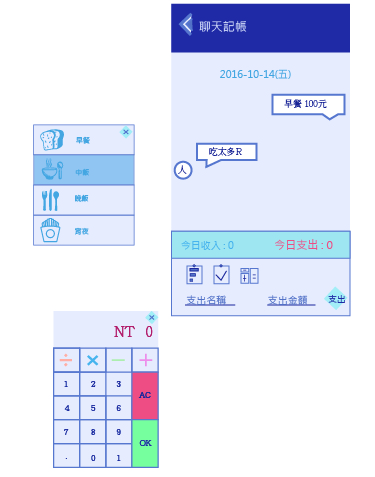 聊天記帳
2016-10-14(五)
早餐 100元
吃太多R
人
今日收入 : 0
今日支出 : 0
支出名稱
支出金額
支出
早餐
中餐
晚飯
宵夜
NT 0
÷ × − +
1 2 3 AC
4 5 6
7 8 9 OK
. 0 1